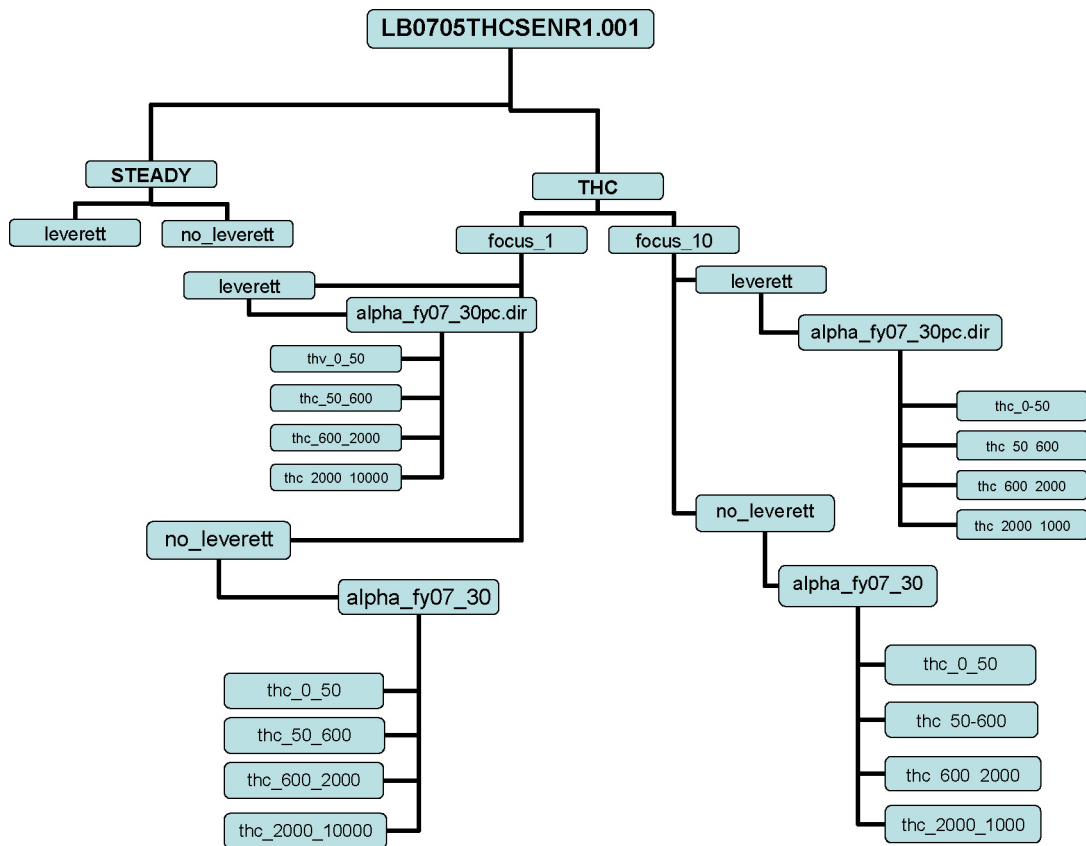 LB0705THCSENR1.001
STEADY
THC
leverett
no_leverett
focus_1
focus_10
leverett
alpha_fy07_30pc.dir
thv_0_50
thc_50_600
thc_600_2000
thc 2000 10000
no_leverett
alpha_fy07_30
thc_0_50
thc_50_600
thc_600_2000
thc_2000_10000
leverett
alpha_fy07_30pc.dir
thc_0-50
thc 50 600
thc 600 2000
thc 2000 1000
no_leverett
alpha_fy07_30
thc_0_50
thc 50-600
thc 600 2000
thc_2000_1000